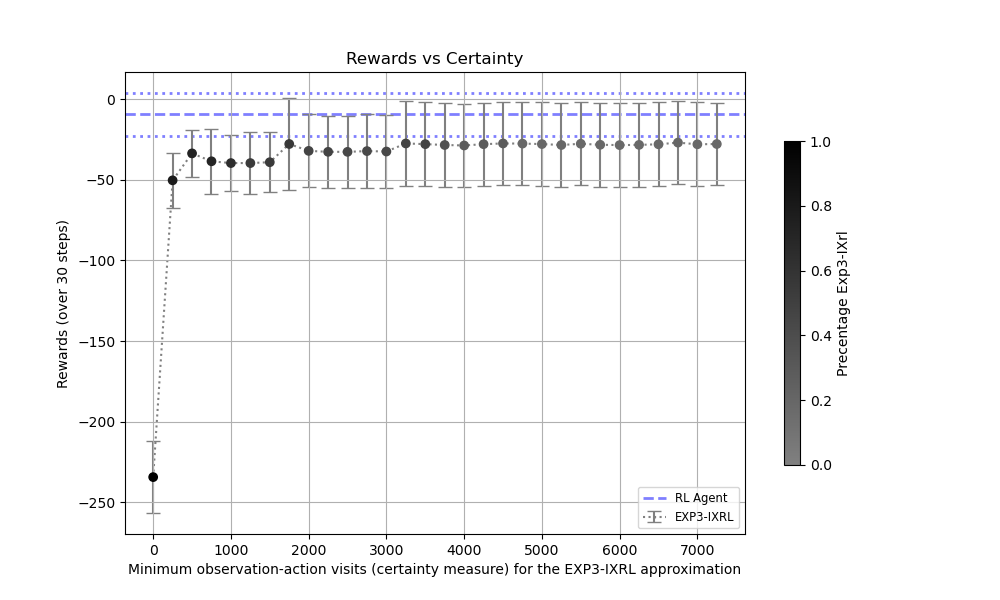 Rewards vs Certainty
Rewards (over 30 steps)
0
−50
−100
−150
−200
−250
0 1000 2000 3000 4000 5000 6000 7000
Minimum observation-action visits (certainty measure) for the EXP3-IXRL approximation
RL Agent
EXP3-IXRL
1.0
0.8
0.6
0.4
0.2
0.0
Precentage Exp3-IXrl